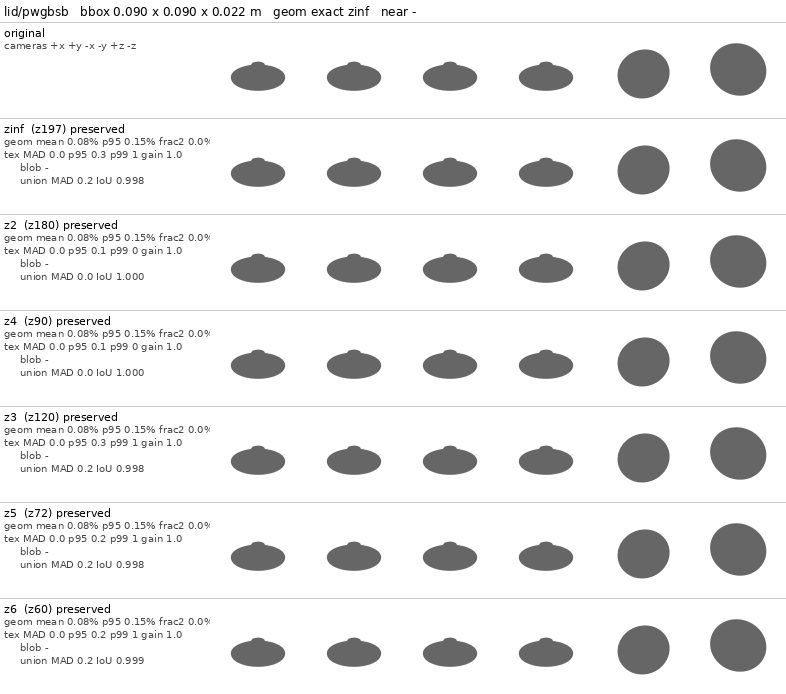 lid/pwgbsb bbox 0.090 x 0.090 x 0.022 m geom exact zinf near -
original
cameras +x +y -x -y +z -z
zinf (z197) preserved
geom mean 0.08% p95 0.15% frac2 0.0%
tex MAD 0.0 p95 0.3 p99 1 gain 1.0
blob -
union MAD 0.2 IoU 0.998
z2 (z180) preserved
geom mean 0.08% p95 0.15% frac2 0.0%
tex MAD 0.0 p95 0.1 p99 0 gain 1.0
blob -
union MAD 0.0 IoU 1.000
z4 (z90) preserved
geom mean 0.08% p95 0.15% frac2 0.0%
tex MAD 0.0 p95 0.1 p99 0 gain 1.0
blob -
union MAD 0.0 IoU 1.000
z3 (z120) preserved
geom mean 0.08% p95 0.15% frac2 0.0%
tex MAD 0.0 p95 0.3 p99 1 gain 1.0
blob -
union MAD 0.2 IoU 0.998
z5 (z72) preserved
geom mean 0.08% p95 0.15% frac2 0.0%
tex MAD 0.0 p95 0.2 p99 1 gain 1.0
blob -
union MAD 0.2 IoU 0.998
z6 (z60) preserved
geom mean 0.08% p95 0.15% frac2 0.0%
tex MAD 0.0 p95 0.2 p99 1 gain 1.0
blob -
union MAD 0.2 IoU 0.999